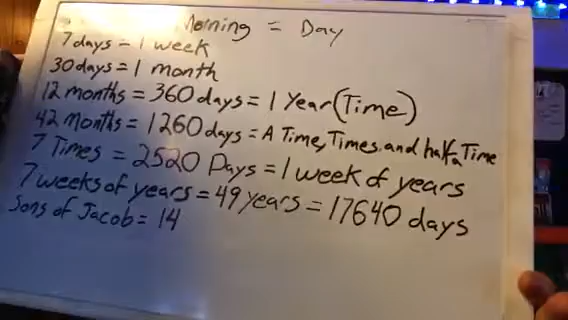 Morning = Day
7 days = 1 week
30 days = 1 month
12 months = 360 days = 1 Year (Time)
42 Months = 1260 days = A Time, Times, and half a Time
7 Times = 2520 Days = 1 week of years
7 weeks of years = 49 years = 17640 days
Sons of Jacob = 14